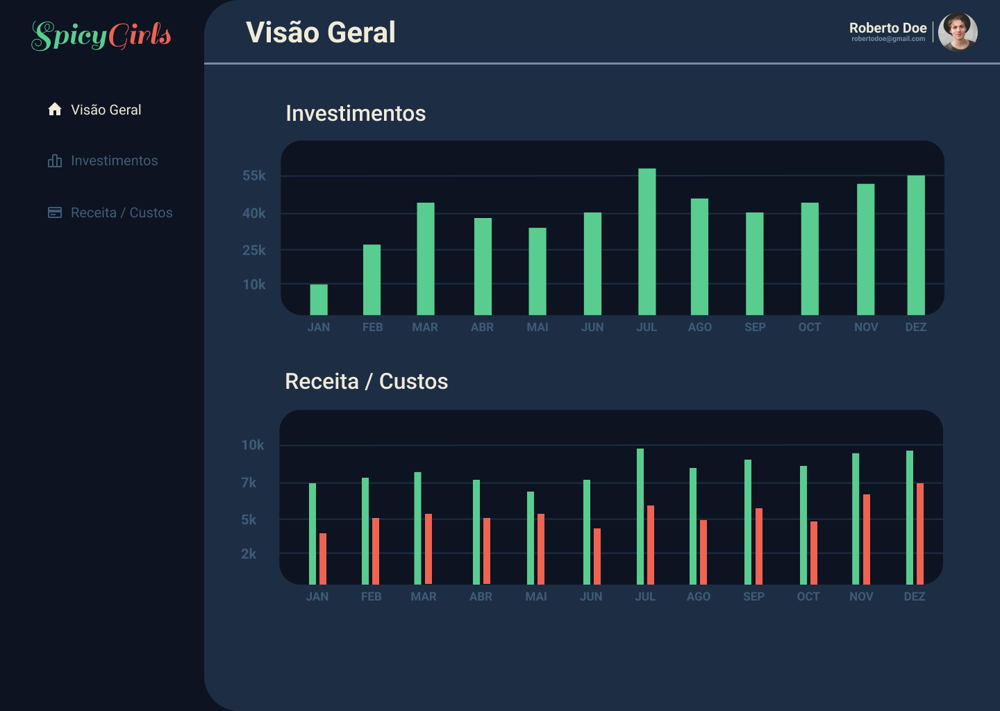 SpicyGirls
Visão Geral
Investimentos
Receita / Custos
Visão Geral
Roberto Doe
robertodoe@gmail.com
Investimentos
55k
40k
25k
10k
JAN FEB MAR ABR MAI JUN JUL AGO SEP OCT NOV DEZ
Receita / Custos
10k
7k
5k
2k
JAN FEB MAR ABR MAI JUN JUL AGO SEP OCT NOV DEZ